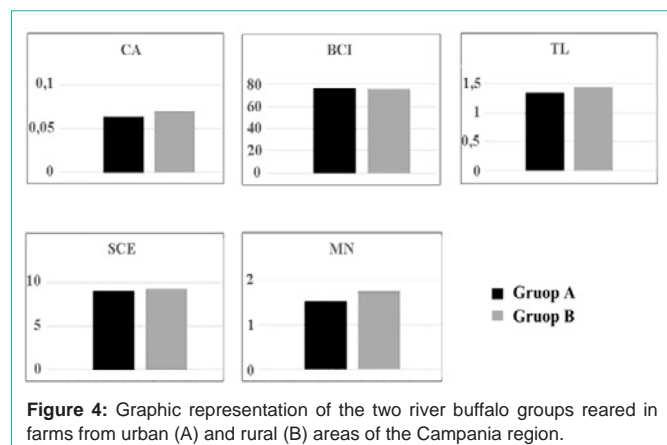 CA
0,1
0,05
0
BCI
80
60
40
20
0
TL
1,5
1
0,5
0
SCE
10
5
0
MN
2
1
0
Gruop A
Gruop B
Figure 4: Graphic representation of the two river buffalo groups reared in
farms from urban (A) and rural (B) areas of the Campania region.